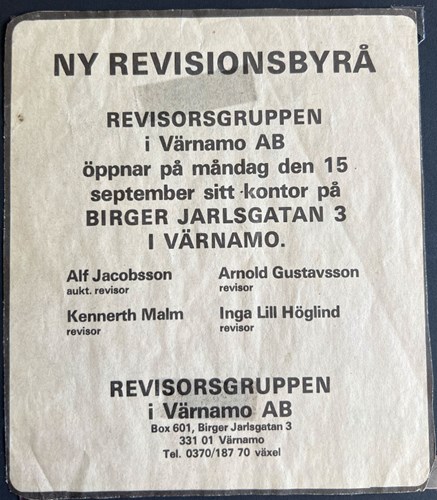 NY REVISIONSBYRÅ
REVISORSGRUPPEN
i Värnamo AB
öppnar på måndag den 15
september sitt kontor på
BIRGER JARLSGATAN 3
I VÄRNAMO.
Alf Jacobsson
aukt. revisor
Arnold Gustavsson
revisor
Kennerth Malm
revisor
Inga Lill Höglind
revisor
REVISORSGRUPPEN
i Värnamo AB
Box 601, Birger Jarlsgatan 3
331 01 Värnamo
Tel. 0370/187 70 växel